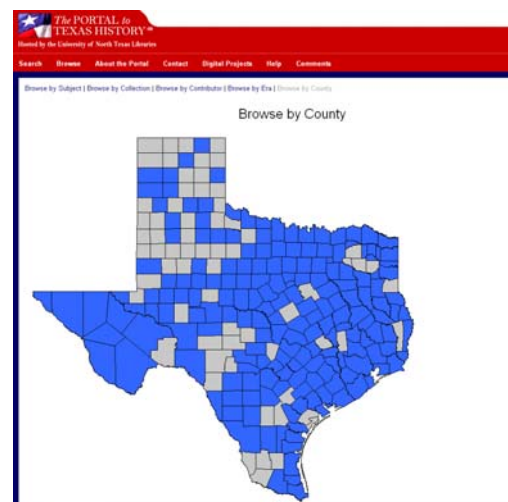 The PORTAL to
TEXAS HISTORY
Hosted by the University of North Texas Libraries
Search Browse About the Portal Contact Digital Projects Help Comments
Browse by Subject | Browse by Collection | Browse by Contributor | Browse by Era | Browse by County
Browse by County